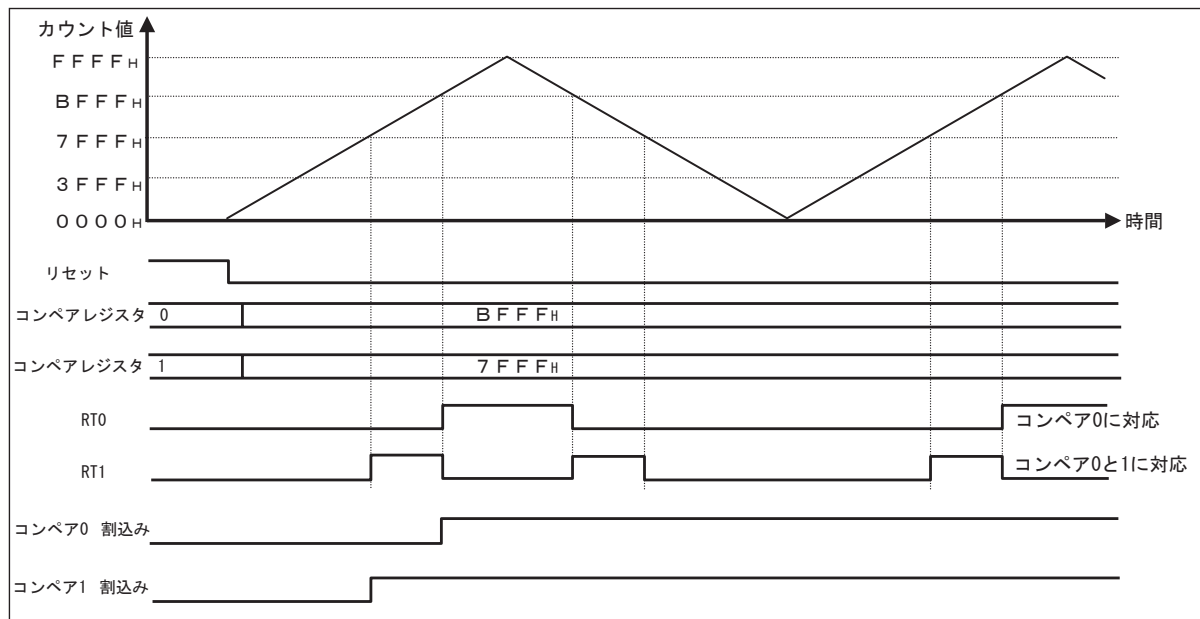 カウント値
FFFFH
BFFFH
7FFFH
3FFFH
0000H
時間
リセット
コンペアレジスタ 0 BFFFH
コンペアレジスタ 1 7FFFH
RT0 コンペア0に対応
RT1 コンペア0と1に対応
コンペア0 割込み
コンペア1 割込み